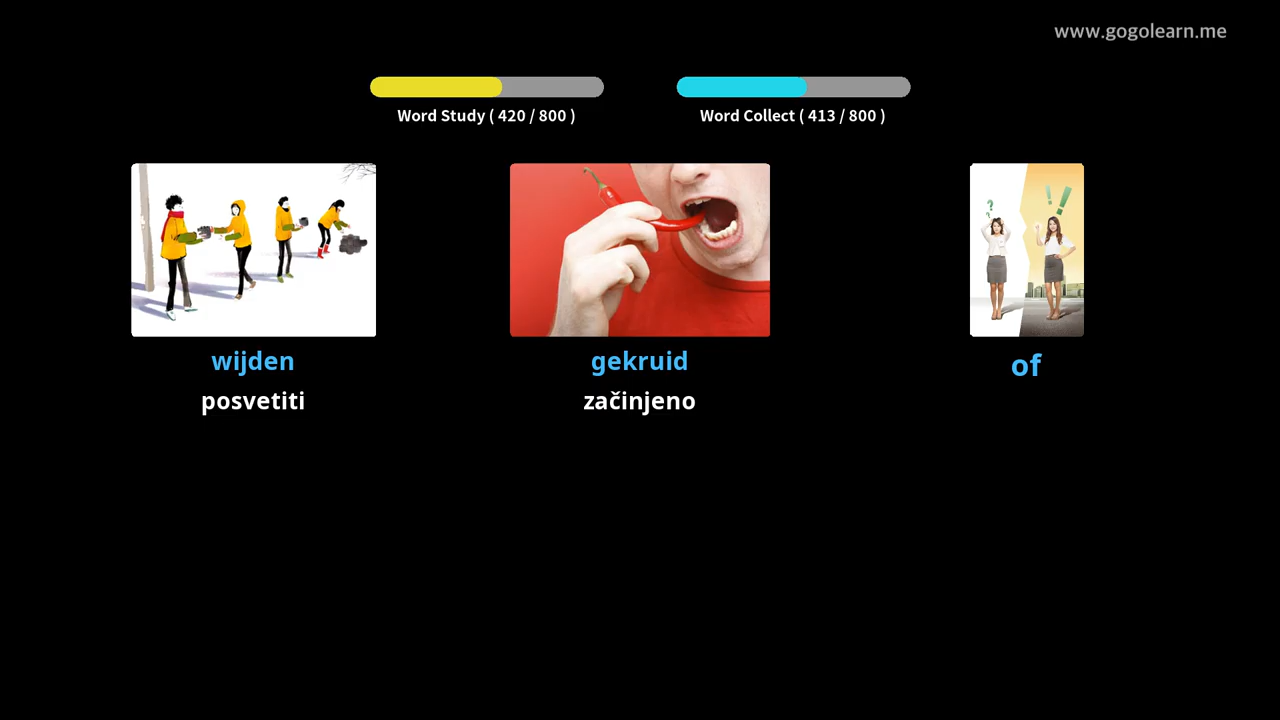 www.gogolearn.me
Word Study ( 420 / 800 )
Word Collect ( 413 / 800 )
wijden
posvetiti
gekruid
začinjeno
of